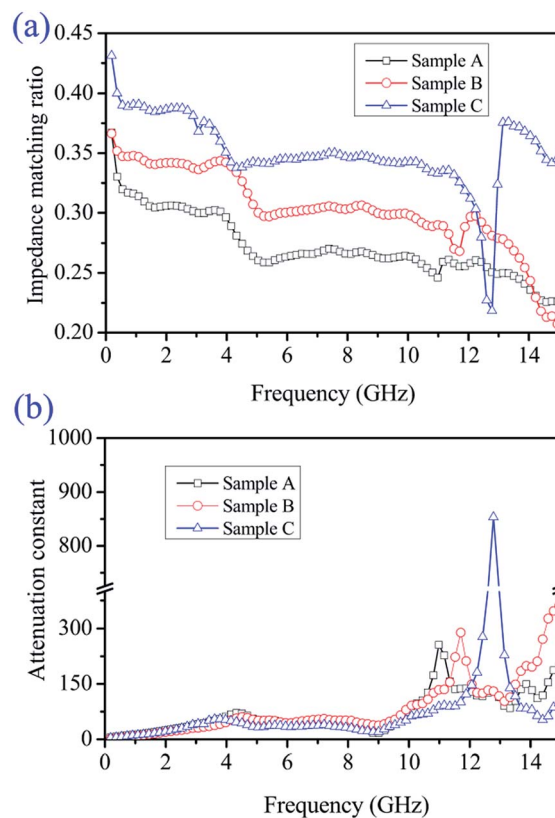 (a)
Impedance matching ratio
0.45
0.40
0.35
0.30
0.25
0.20
Sample A
Sample B
Sample C
0 2 4 6 8 10 12 14
Frequency (GHz)
(b)
Attenuation constant
1000
900
850
300
150
0
Sample A
Sample B
Sample C
0 2 4 6 8 10 12 14
Frequency (GHz)